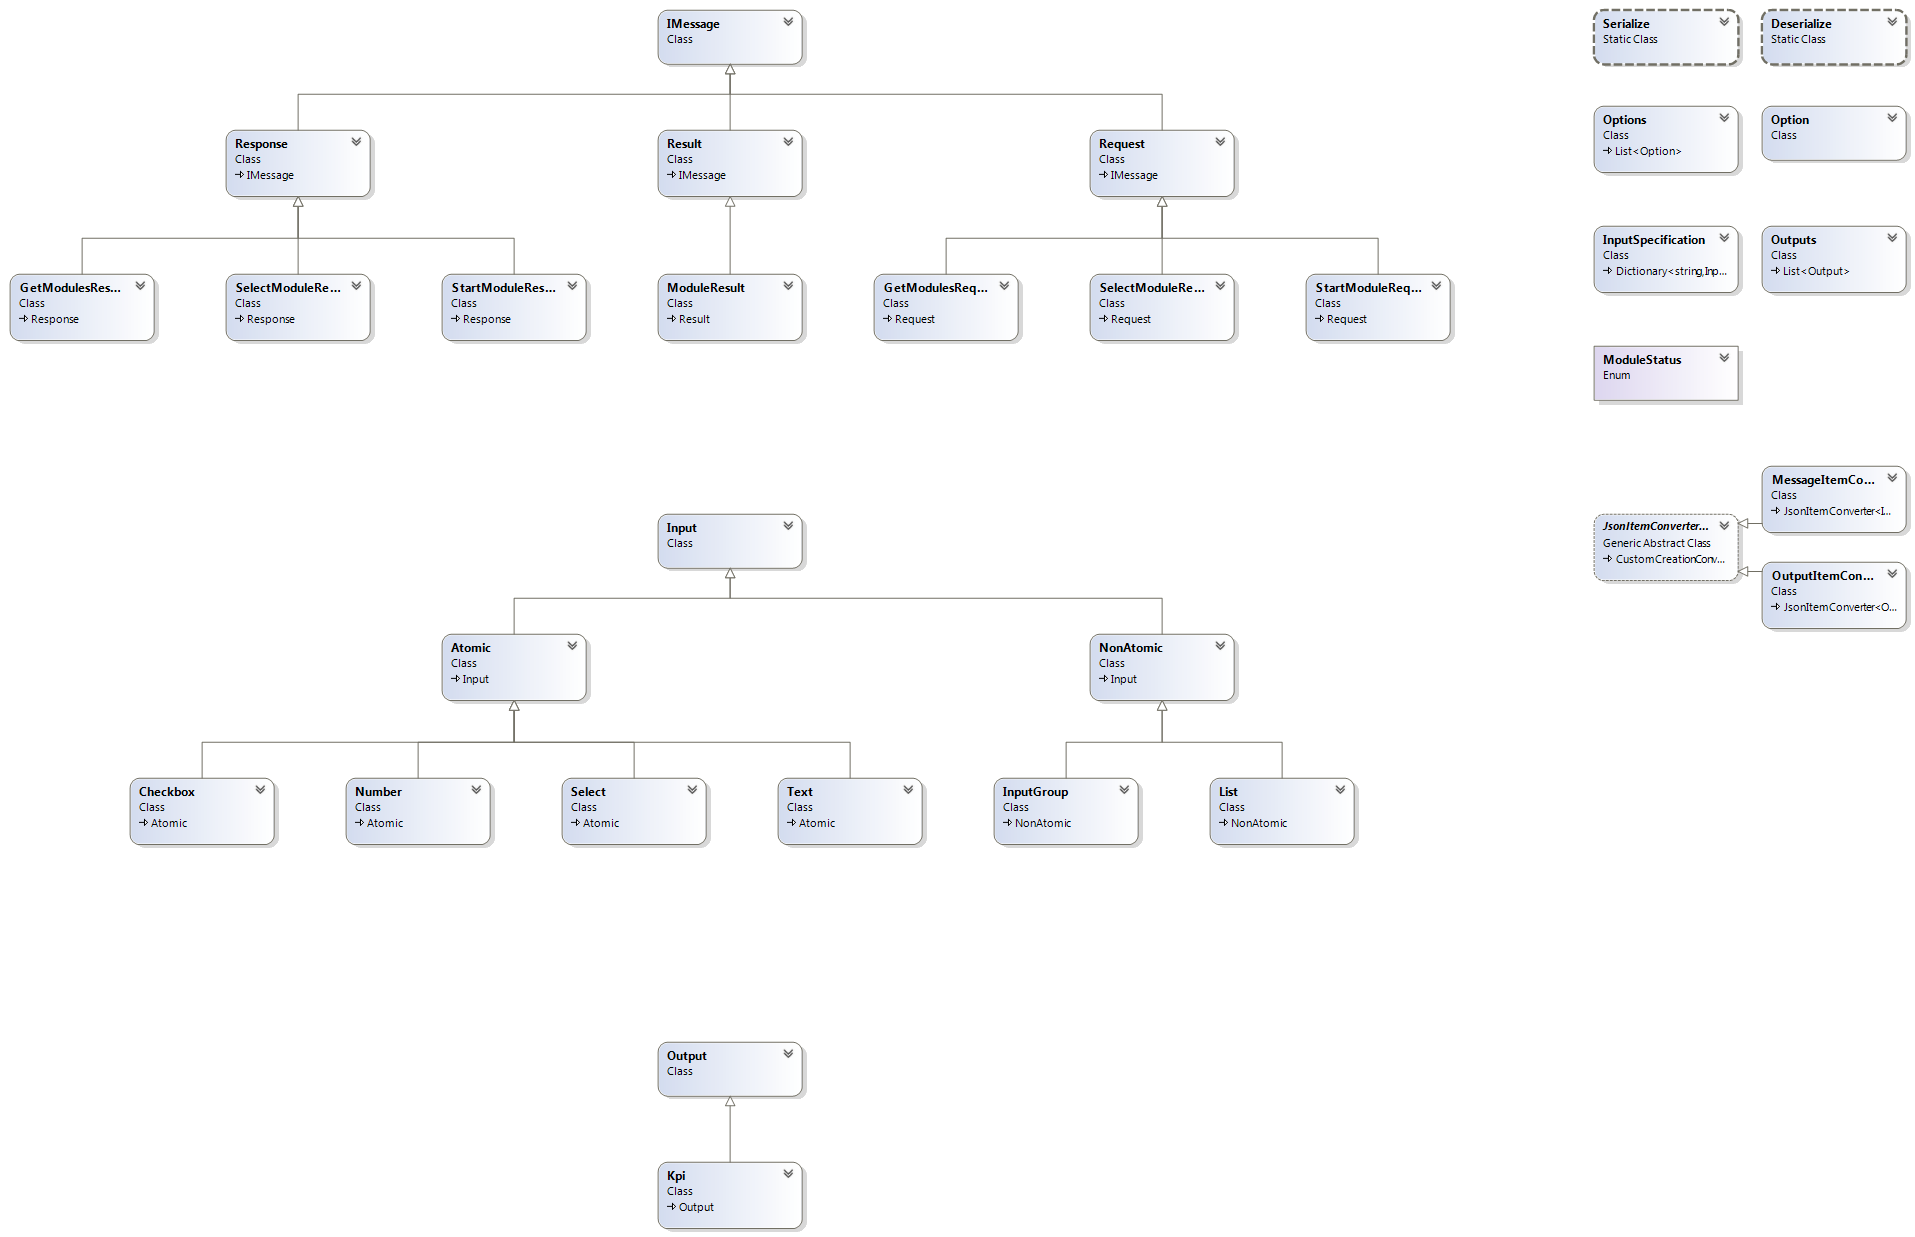 IMessage
Class
Serialize
Static Class
Deserialize
Static Class
Options
Class
List<Option>
Option
Class
Response
Class
IMessage
Result
Class
IMessage
Request
Class
IMessage
InputSpecification
Class
Dictionary<string,Inp...
Outputs
Class
List<Output>
GetModulesRes...
Class
Response
SelectModuleRe...
Class
Response
StartModuleRes...
Class
Response
ModuleResult
Class
Result
GetModulesReq...
Class
Request
SelectModuleRe...
Class
Request
StartModuleReq...
Class
Request
ModuleStatus
Enum
MessageItemCo...
Class
JsonItemConverter<I...
JsonItemConverter...
Generic Abstract Class
CustomCreationConv...
OutputItemCon...
Class
JsonItemConverter<O...
Input
Class
Atomic
Class
Input
NonAtomic
Class
Input
Checkbox
Class
Atomic
Number
Class
Atomic
Select
Class
Atomic
Text
Class
Atomic
InputGroup
Class
NonAtomic
List
Class
NonAtomic
Output
Class
Kpi
Class
Output